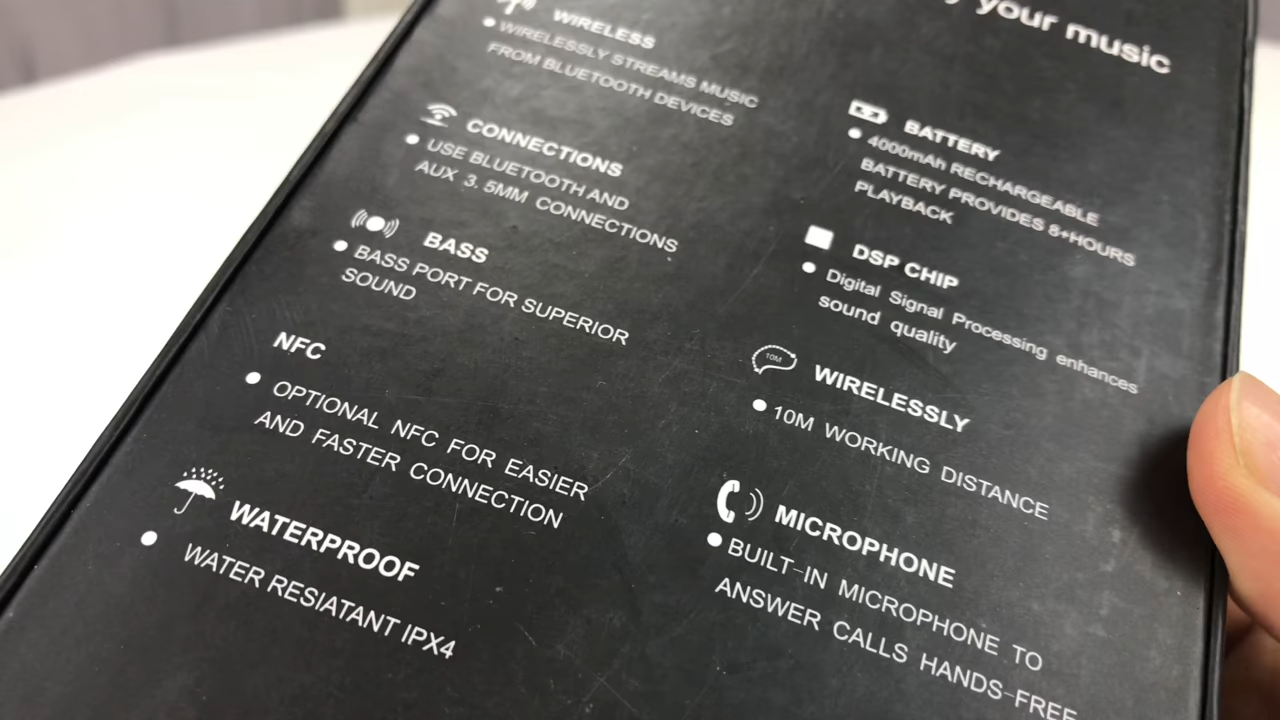 your music
WIRELESS
WIRELESSLY STREAMS MUSIC
FROM BLUETOOTH DEVICES
CONNECTIONS
USE BLUETOOTH AND
AUX 3.5MM CONNECTIONS
BASS
BASS PORT FOR SUPERIOR
SOUND
NFC
OPTIONAL NFC FOR EASIER
AND FASTER CONNECTION
WATERPROOF
WATER RESIATANT IPX4
BATTERY
4000mAh RECHARGEABLE
BATTERY PROVIDES 8+HOURS
PLAYBACK
DSP CHIP
Digital Signal Processing enhances
sound quality
10M
WIRELESSLY
10M WORKING DISTANCE
MICROPHONE
BUILT-IN MICROPHONE TO
ANSWER CALLS HANDS-FREE